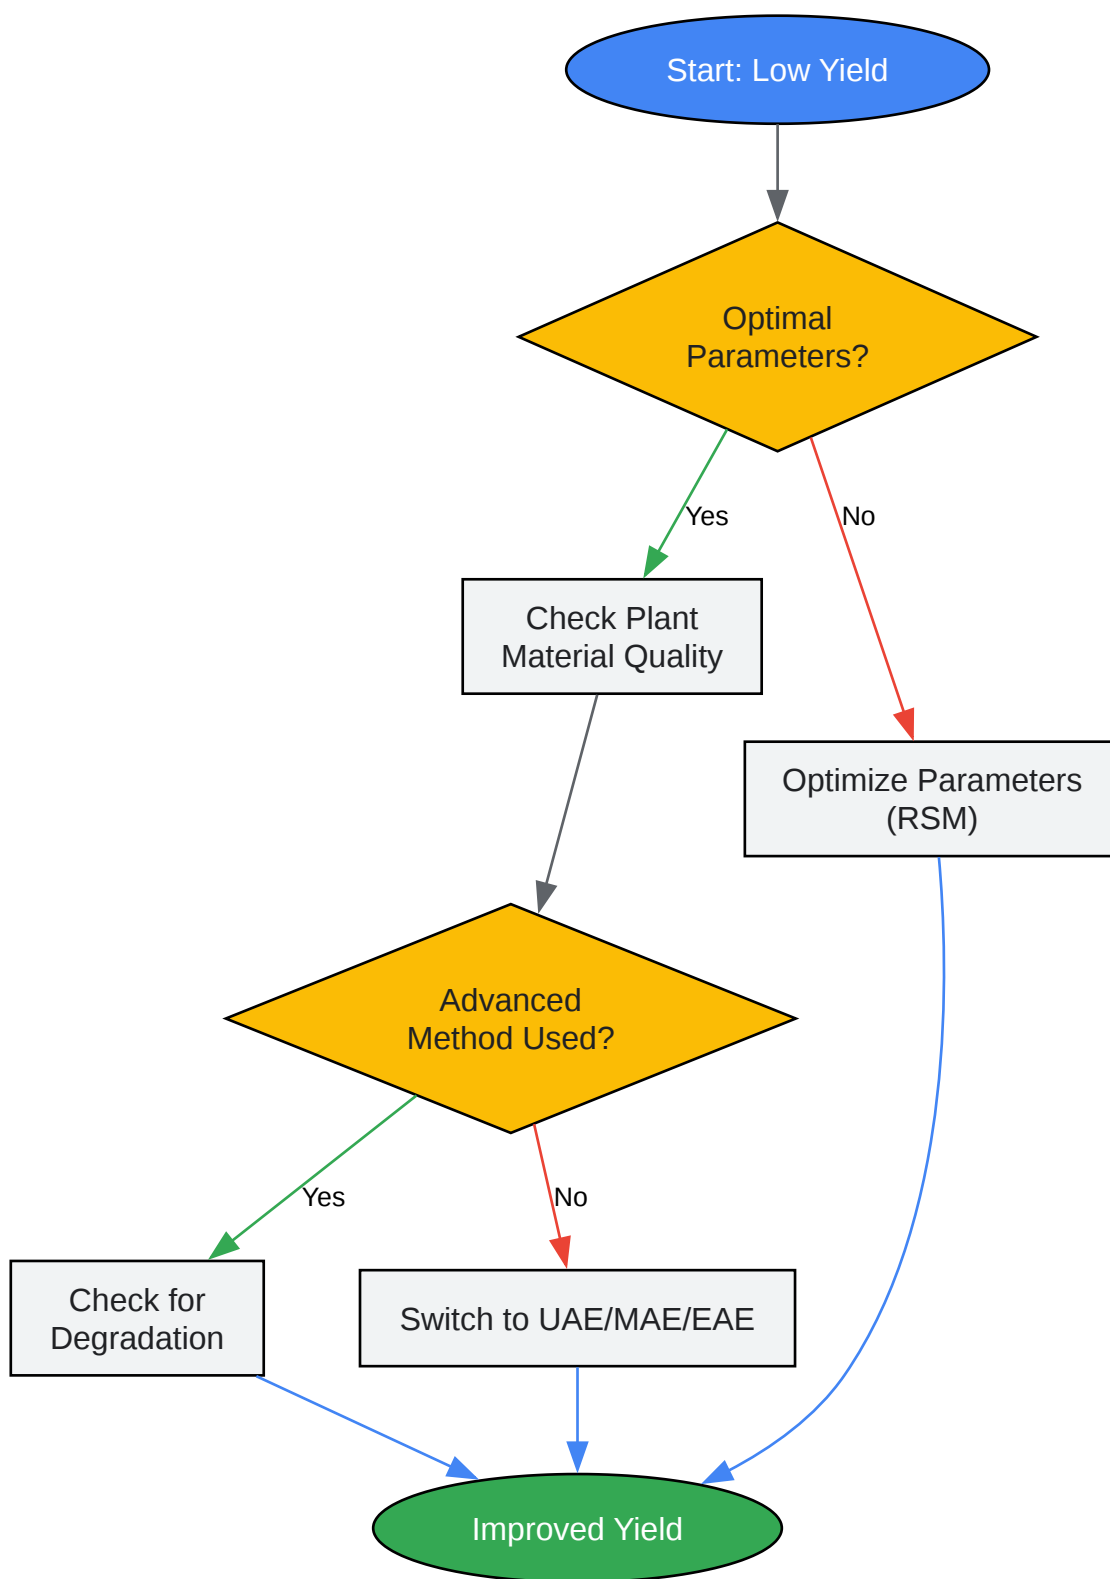 Start: Low Yield
Optimal
Parameters?
Yes
No
Check Plant
Material Quality
Optimize Parameters
(RSM)
Advanced
Method Used?
Yes
No
Check for
Degradation
Switch to UAE/MAE/EAE
Improved Yield